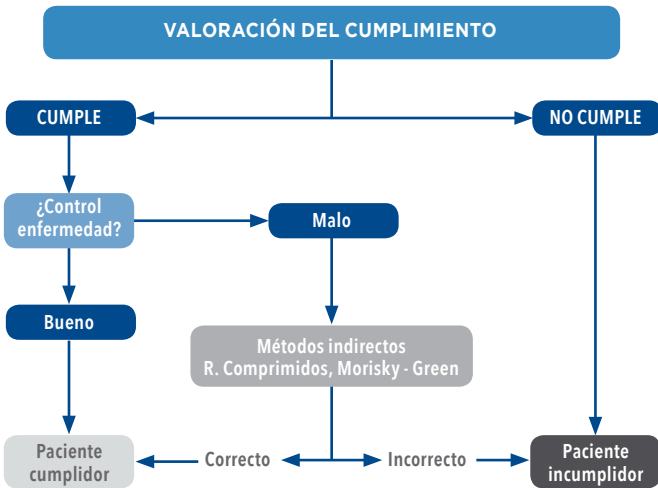 VALORACIÓN DEL CUMPLIMIENTO
CUMPLE
NO CUMPLE
¿Control
enfermedad?
Malo
Bueno
Métodos indirectos
R. Comprimidos, Morisky - Green
Paciente
cumplidor
Correcto
Incorrecto
Paciente
incumplidor